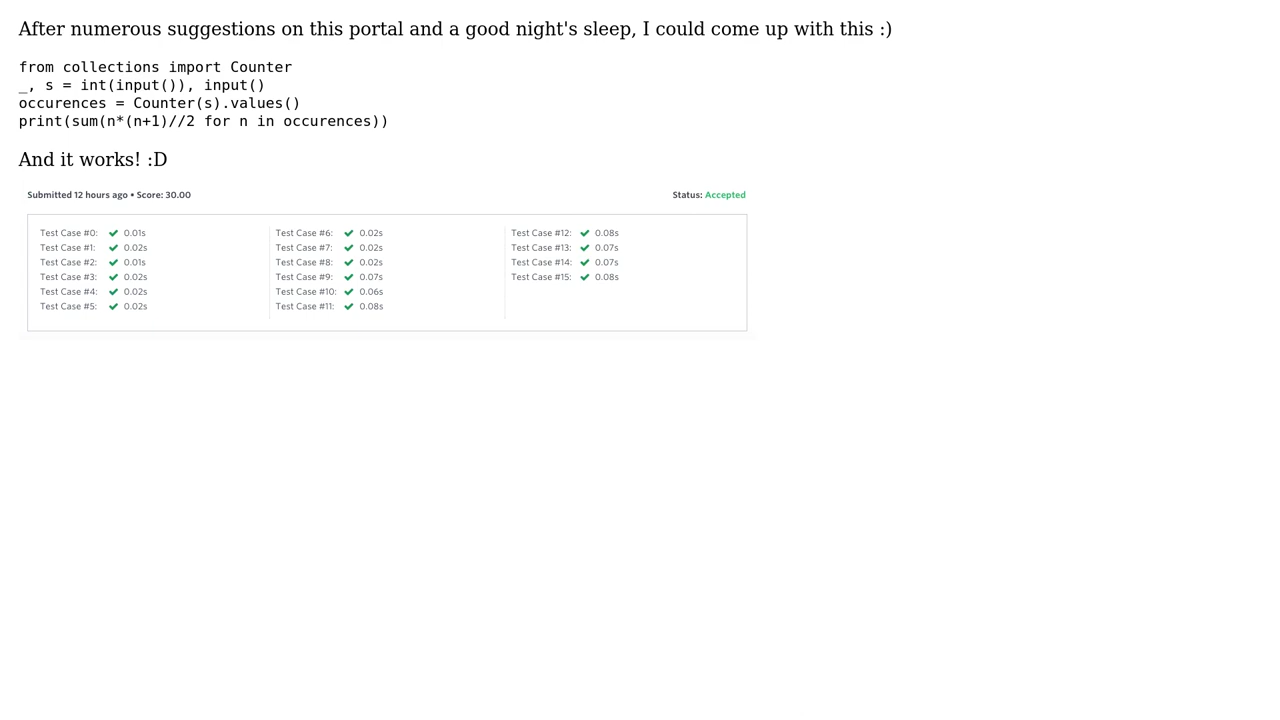 After numerous suggestions on this portal and a good night's sleep, I could come up with this :)
from collections import Counter
_, s = int(input()), input()
occurences = Counter(s).values()
print(sum(n*(n+1)//2 for n in occurences))
And it works! :D
Submitted 12 hours ago • Score: 30.00 Status: Accepted
Test Case #0: ✔ 0.01s Test Case #6: ✔ 0.02s Test Case #12: ✔ 0.08s
Test Case #1: ✔ 0.02s Test Case #7: ✔ 0.02s Test Case #13: ✔ 0.07s
Test Case #2: ✔ 0.01s Test Case #8: ✔ 0.02s Test Case #14: ✔ 0.07s
Test Case #3: ✔ 0.02s Test Case #9: ✔ 0.07s Test Case #15: ✔ 0.08s
Test Case #4: ✔ 0.02s Test Case #10: ✔ 0.06s
Test Case #5: ✔ 0.02s Test Case #11: ✔ 0.08s